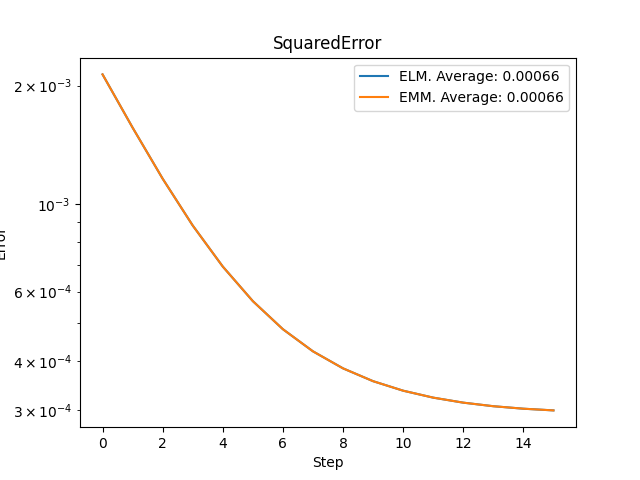 SquaredError
ELM. Average: 0.00066
EMM. Average: 0.00066
2 × 10⁻³
10⁻³
6 × 10⁻⁴
4 × 10⁻⁴
3 × 10⁻⁴
Error
0 2 4 6 8 10 12 14
Step